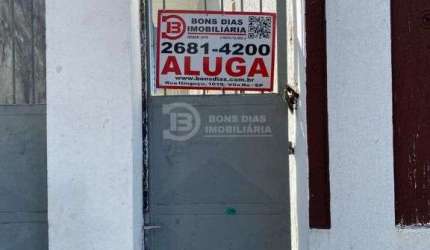 BONS DIAS
IMOBILIÁRIA
2681-4200
ALUGA
www.bonsdias.com.br
BONS DIAS
IMOBILIÁRIA